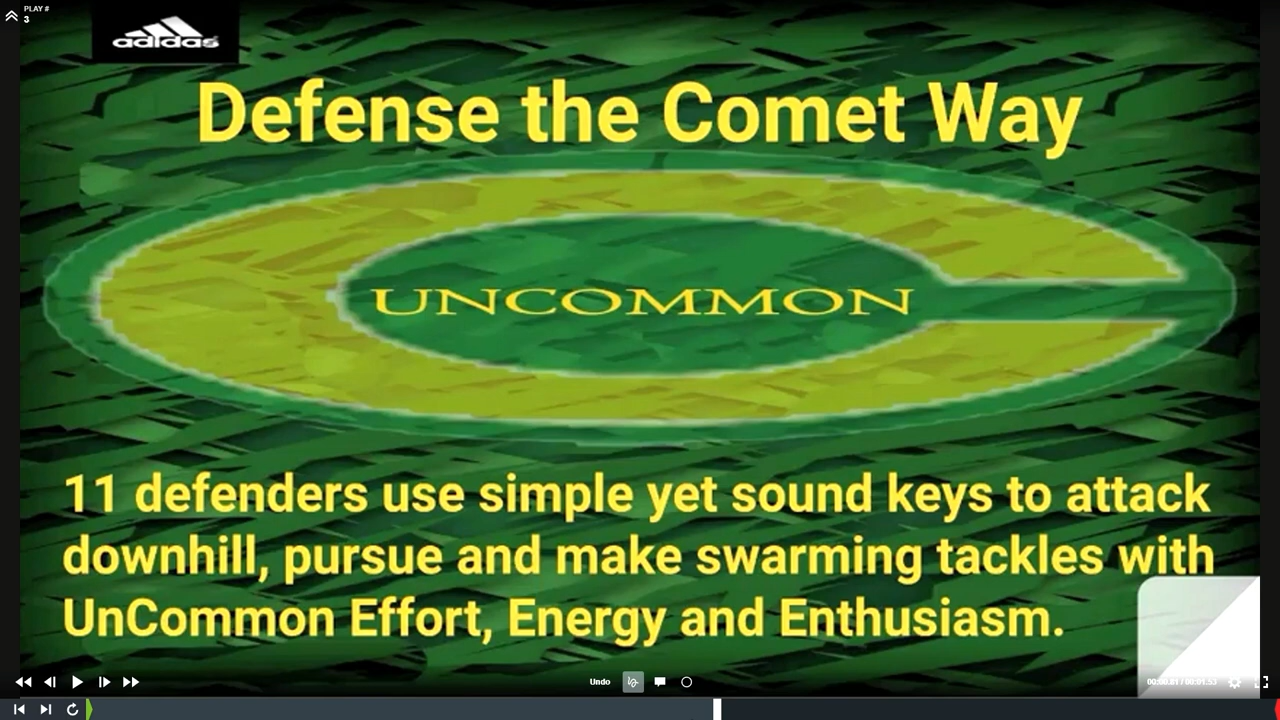 PLAY #
3
adidas
Defense the Comet Way
UNCOMMON
11 defenders use simple yet sound keys to attack
downhill, pursue and make swarming tackles with
UnCommon Effort, Energy and Enthusiasm.
Undo